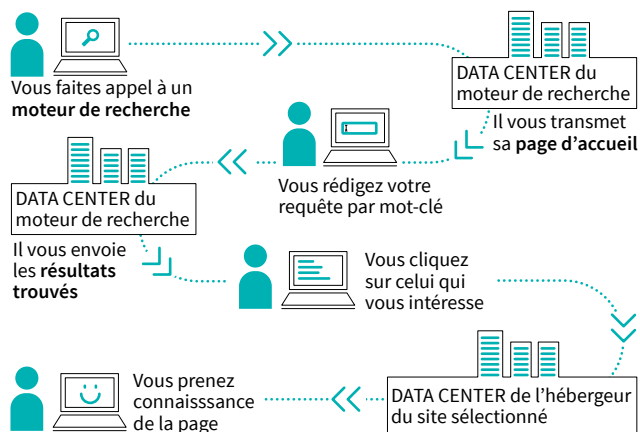 Vous faites appel à un
moteur de recherche
DATA CENTER du
moteur de recherche
Il vous transmet
sa page d'accueil
Vous rédigez votre
requête par mot-clé
DATA CENTER du
moteur de recherche
Il vous envoie
les résultats
trouvés
Vous cliquez
sur celui qui
vous intéresse
DATA CENTER de l'hébergeur
du site sélectionné
Vous prenez
connaisssance
de la page